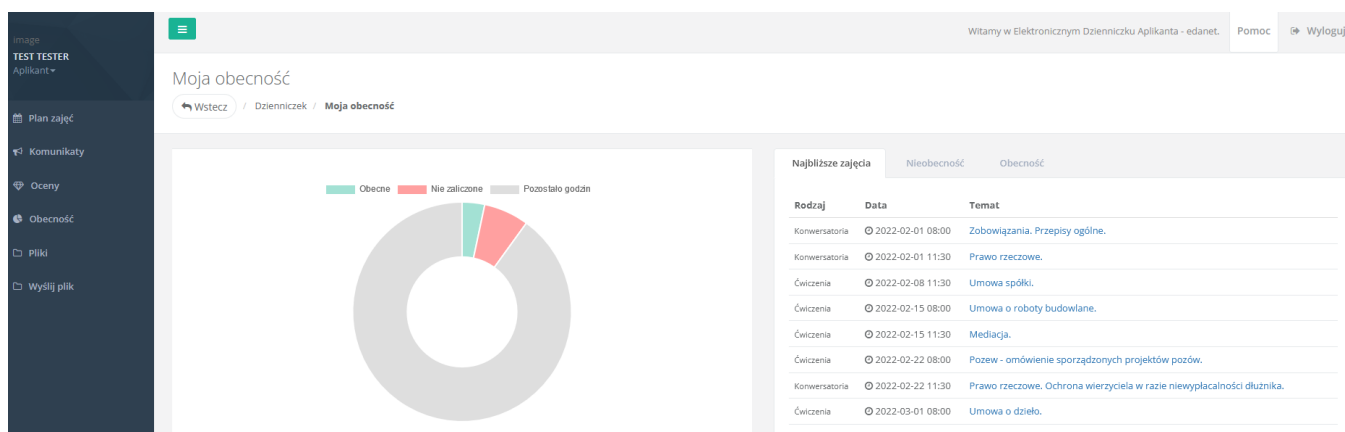 image
TEST TESTER
Aplikant
Plan zajęć
Komunikaty
Oceny
Obecność
Pliki
Wyślij plik
Witamy w Elektronicznym Dzienniczku Aplikanta - edanet. Pomoc Wyloguj
Moja obecność
Wstecz / Dzienniczek / Moja obecność
Obecne Nie zaliczone Pozostało godzin
Najbliższe zajęcia Nieobecność Obecność
Rodzaj Data Temat
Konwersatoria 2022-02-01 08:00 Zobowiązania. Przepisy ogólne.
Konwersatoria 2022-02-01 11:30 Prawo rzeczowe.
Ćwiczenia 2022-02-08 11:30 Umowa spółki.
Ćwiczenia 2022-02-15 08:00 Umowa o roboty budowlane.
Ćwiczenia 2022-02-15 11:30 Mediacja.
Ćwiczenia 2022-02-22 08:00 Pozew - omówienie sporządzonych projektów pozów.
Konwersatoria 2022-02-22 11:30 Prawo rzeczowe. Ochrona wierzyciela w razie niewypłacalności dłużnika.
Ćwiczenia 2022-03-01 08:00 Umowa o dzieło.